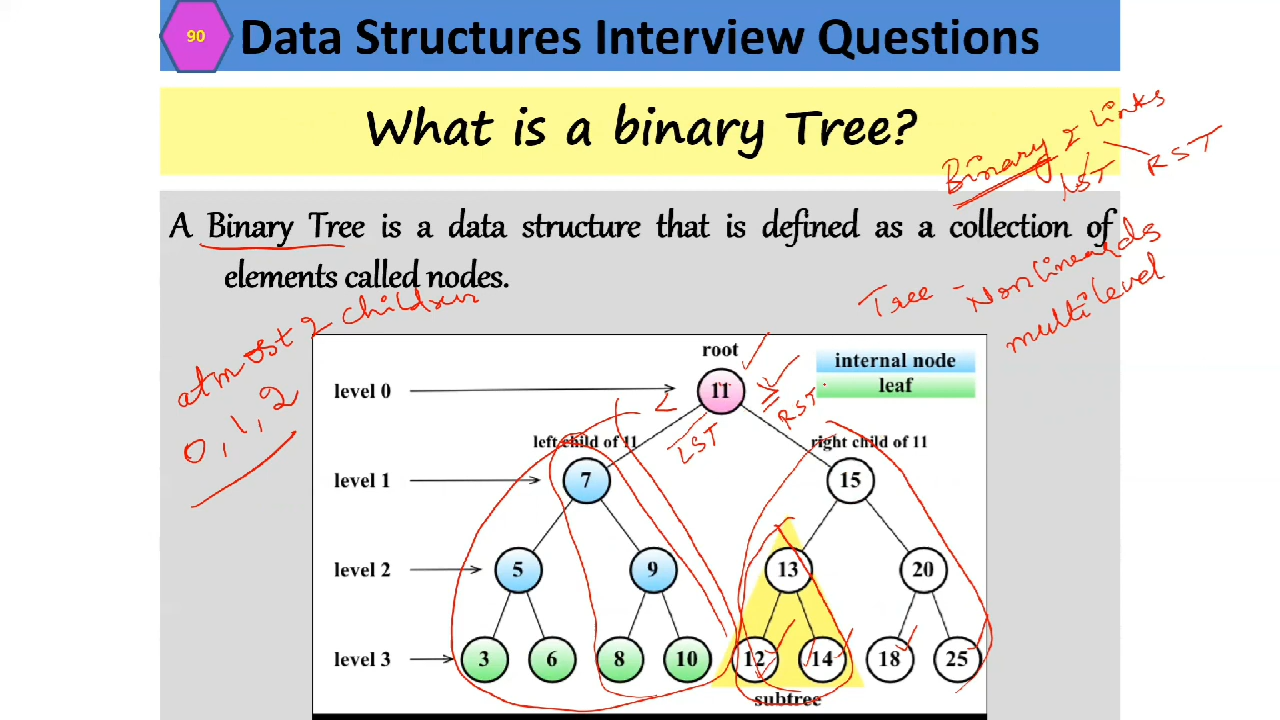 90
Data Structures Interview Questions
What is a binary Tree?
Binary 2 Links
LST RST
A Binary Tree is a data structure that is defined as a collection of
elements called nodes.
Tree - Nonlinear ds
multilevel
atmost 2 children
0, 1, 2
root
internal node
leaf
level 0
11
< LST
≥ RST
left child of 11
right child of 11
level 1
7 15
level 2
5 9 13 20
level 3
3 6 8 10 12 14 18 25
subtree